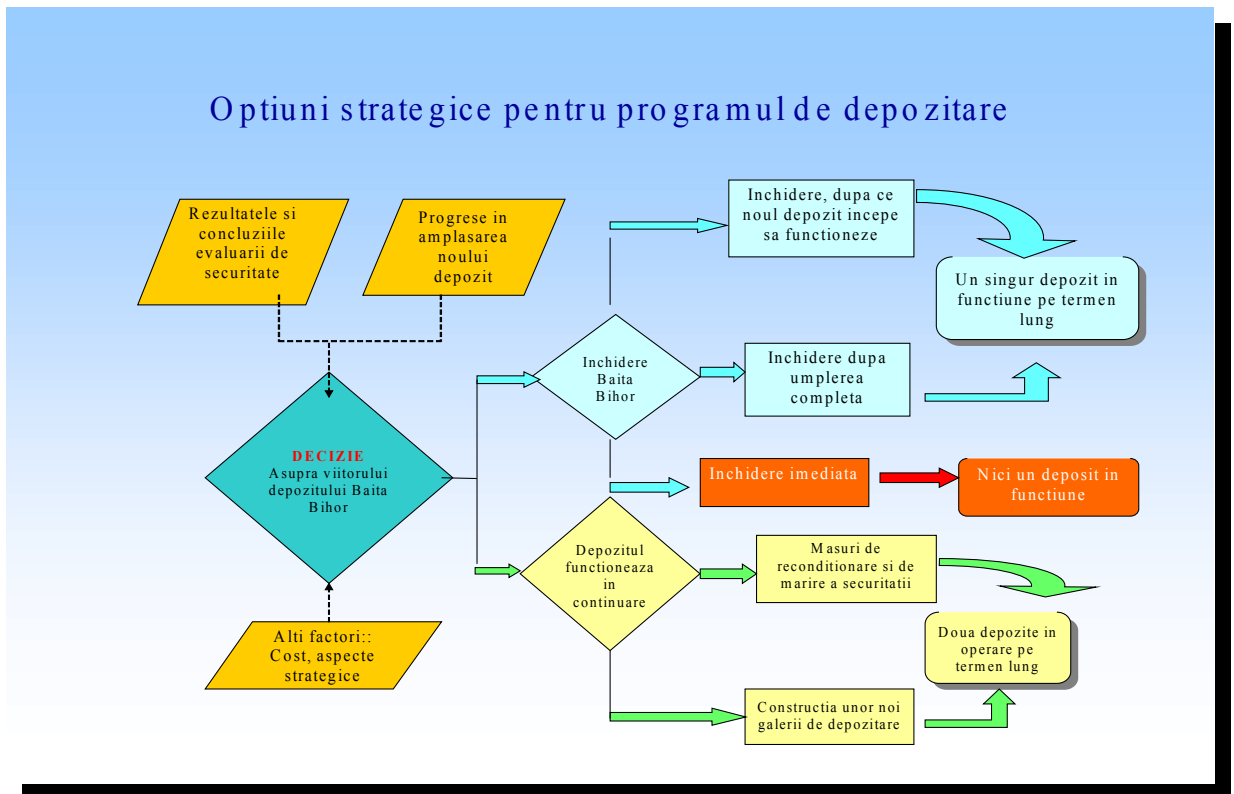 Optiuni strategice pentru programul de depozitare
Rezultatele si
concluziile
evaluarii de
securitate
Progrese in
amplasarea
noului
depozit
DECIZIE
Asupra viitorului
depozitului Baita
Bihor
Alti factori::
Cost, aspecte
strategice
Inchidere
Baita
Bihor
Inchidere, dupa ce
noul depozit incepe
sa functioneze
Un singur depozit in
functiune pe termen
lung
Inchidere dupa
umplerea
completa
Inchidere imediata
Nici un deposit in
functiune
Depozitul
functioneaza
in
continuare
Masuri de
reconditionare si de
marire a securitatii
Doua depozite in
operare pe
termen lung
Constructia unor noi
galerii de depozitare